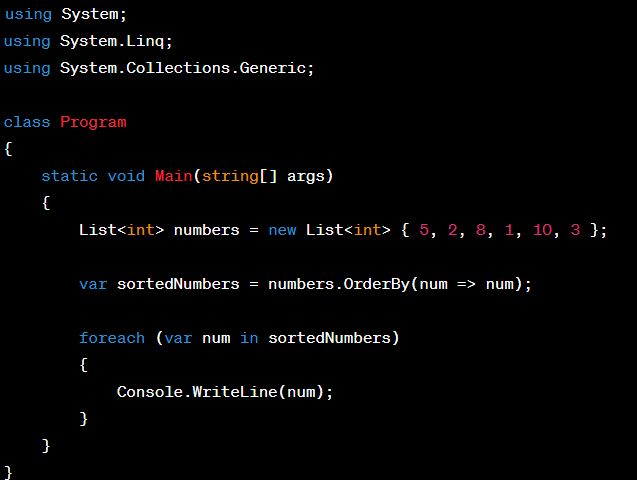 using System;
using System.Linq;
using System.Collections.Generic;

class Program
{
    static void Main(string[] args)
    {
        List<int> numbers = new List<int> { 5, 2, 8, 1, 10, 3 };

        var sortedNumbers = numbers.OrderBy(num => num);

        foreach (var num in sortedNumbers)
        {
            Console.WriteLine(num);
        }
    }
}